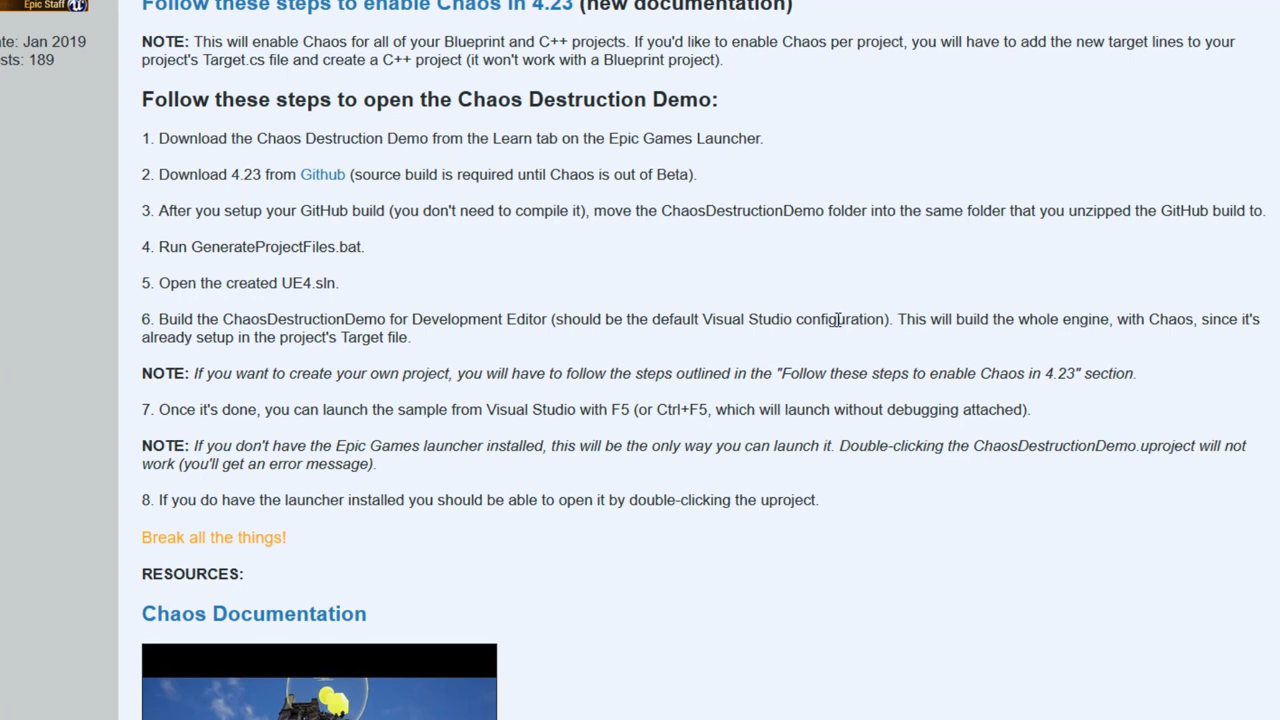 Epic Staff
Follow these steps to enable Chaos in 4.23 (new documentation)
te: Jan 2019
sts: 189
NOTE: This will enable Chaos for all of your Blueprint and C++ projects. If you'd like to enable Chaos per project, you will have to add the new target lines to your
project's Target.cs file and create a C++ project (it won't work with a Blueprint project).
Follow these steps to open the Chaos Destruction Demo:
1. Download the Chaos Destruction Demo from the Learn tab on the Epic Games Launcher.
2. Download 4.23 from Github (source build is required until Chaos is out of Beta).
3. After you setup your GitHub build (you don't need to compile it), move the ChaosDestructionDemo folder into the same folder that you unzipped the GitHub build to.
4. Run GenerateProjectFiles.bat.
5. Open the created UE4.sln.
6. Build the ChaosDestructionDemo for Development Editor (should be the default Visual Studio configuration). This will build the whole engine, with Chaos, since it's
already setup in the project's Target file.
NOTE: If you want to create your own project, you will have to follow the steps outlined in the "Follow these steps to enable Chaos in 4.23" section.
7. Once it's done, you can launch the sample from Visual Studio with F5 (or Ctrl+F5, which will launch without debugging attached).
NOTE: If you don't have the Epic Games launcher installed, this will be the only way you can launch it. Double-clicking the ChaosDestructionDemo.uproject will not
work (you'll get an error message).
8. If you do have the launcher installed you should be able to open it by double-clicking the uproject.
Break all the things!
RESOURCES:
Chaos Documentation